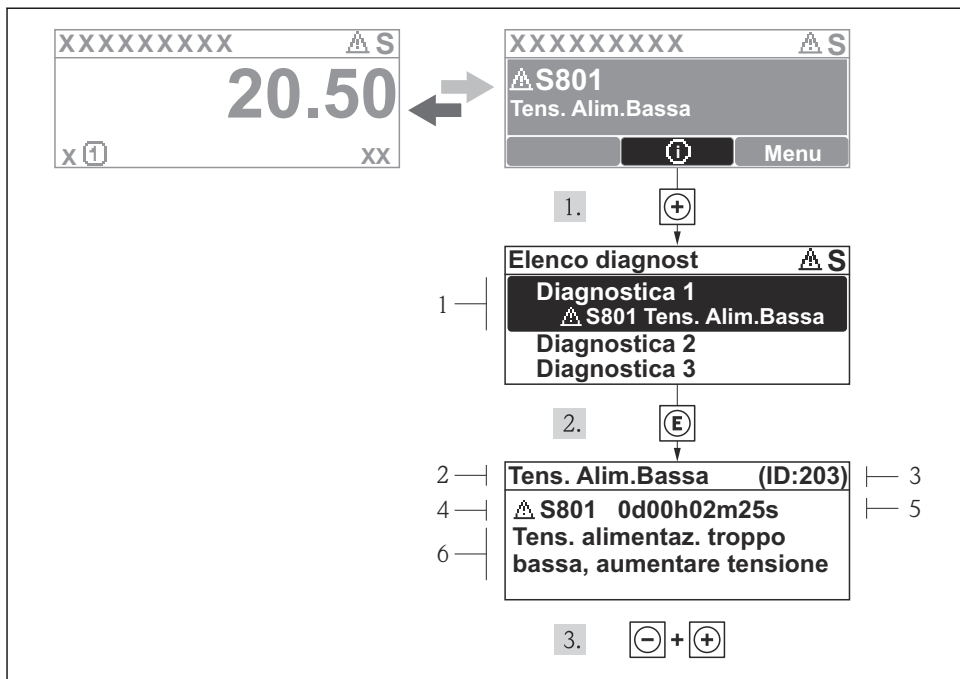 XXXXXXXXX ⚠ S
20.50
X 1 XX
XXXXXXXXX ⚠ S
⚠ S801
Tens. Alim.Bassa
i Menu
1. +
Elenco diagnost ⚠ S
1
Diagnostica 1
⚠ S801 Tens. Alim.Bassa
Diagnostica 2
Diagnostica 3
2. E
2 Tens. Alim.Bassa (ID:203) 3
4 ⚠ S801 0d00h02m25s 5
6
Tens. alimentaz. troppo
bassa, aumentare tensione
3. - + +